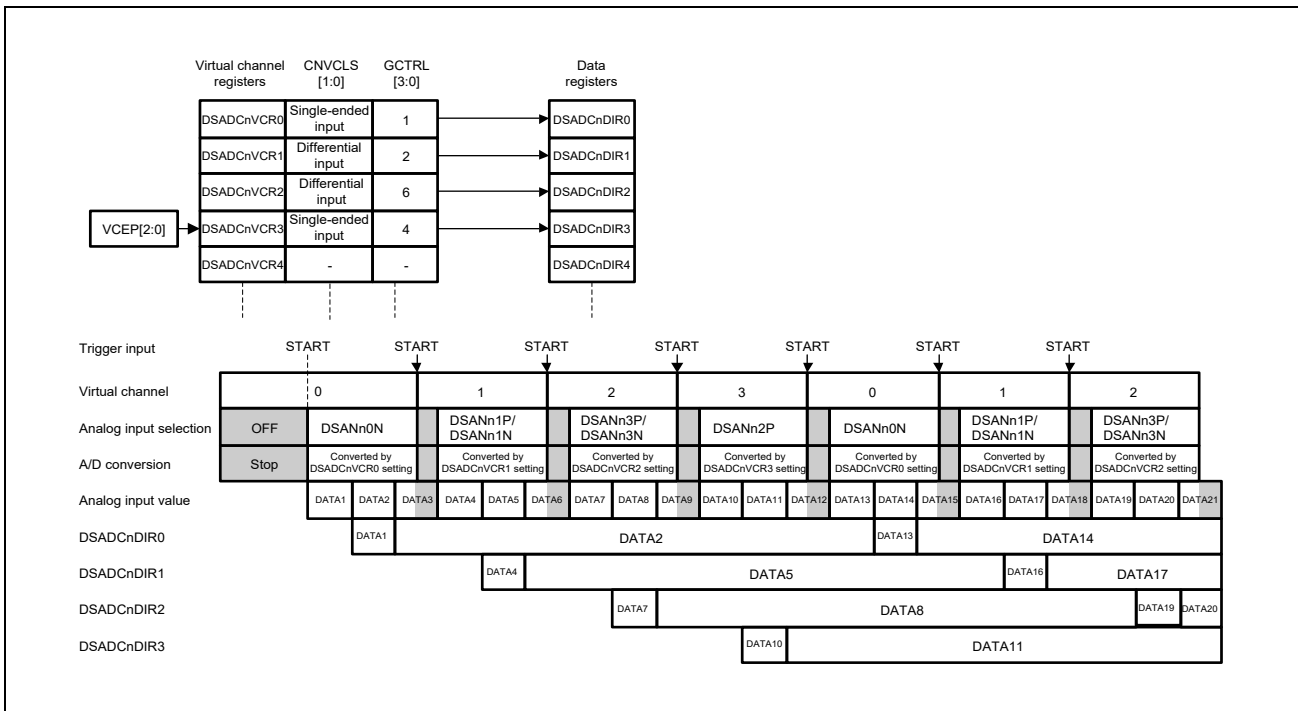 Virtual channel registers CNVCLS [1:0] GCTRL [3:0] Data registers
DSADCnVCR0 Single-ended input 1 DSADCnDIR0
DSADCnVCR1 Differential input 2 DSADCnDIR1
DSADCnVCR2 Differential input 6 DSADCnDIR2
VCEP[2:0] DSADCnVCR3 Single-ended input 4 DSADCnDIR3
DSADCnVCR4 - - DSADCnDIR4
Trigger input START START START START START START START
Virtual channel 0 1 2 3 0 1 2
Analog input selection OFF DSANn0N DSANn1P/ DSANn1N DSANn3P/ DSANn3N DSANn2P DSANn0N DSANn1P/ DSANn1N DSANn3P/ DSANn3N
A/D conversion Stop Converted by DSADCnVCR0 setting Converted by DSADCnVCR1 setting Converted by DSADCnVCR2 setting Converted by DSADCnVCR3 setting Converted by DSADCnVCR0 setting Converted by DSADCnVCR1 setting Converted by DSADCnVCR2 setting
Analog input value DATA1 DATA2 DATA3 DATA4 DATA5 DATA6 DATA7 DATA8 DATA9 DATA10 DATA11 DATA12 DATA13 DATA14 DATA15 DATA16 DATA17 DATA18 DATA19 DATA20 DATA21
DSADCnDIR0 DATA1 DATA2 DATA13 DATA14
DSADCnDIR1 DATA4 DATA5 DATA16 DATA17
DSADCnDIR2 DATA7 DATA8 DATA19 DATA20
DSADCnDIR3 DATA10 DATA11